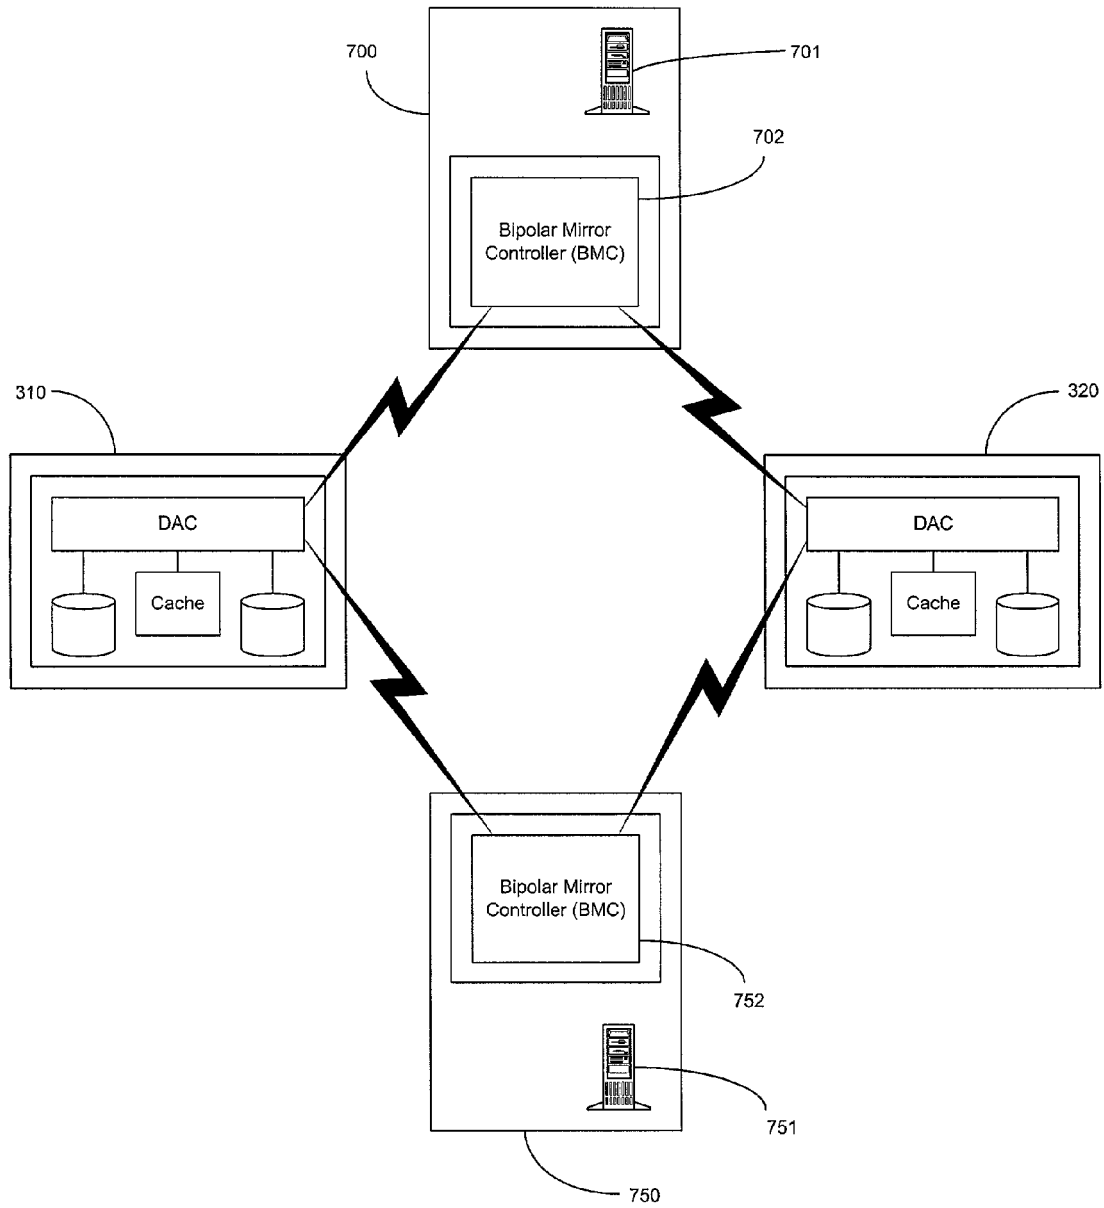 700
701
702
Bipolar Mirror
Controller (BMC)
310
320
DAC
Cache
DAC
Cache
Bipolar Mirror
Controller (BMC)
752
751
750